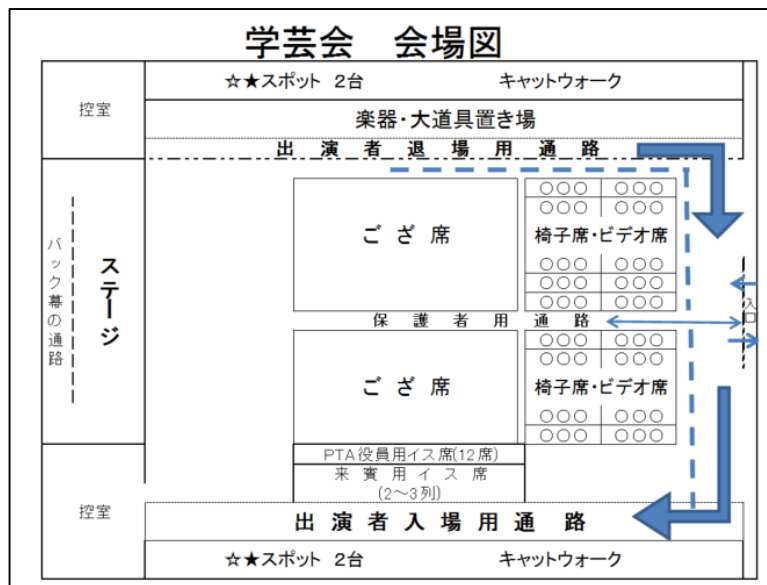 学芸会　会場図
控室
☆★スポット 2台　キャットウォーク
楽器・大道具置き場
出演者退場用通路
バック幕の通路
ステージ
ござ席
○○○ ○○○
○○○ ○○○
椅子席・ビデオ席
○○○ ○○○
○○○ ○○○
○○○ ○○○
入口
保護者用通路
ござ席
○○○ ○○○
○○○ ○○○
椅子席・ビデオ席
○○○ ○○○
○○○ ○○○
PTA役員用イス席(12席)
来賓用イス席
(2～3列)
控室
出演者入場用通路
☆★スポット 2台　キャットウォーク